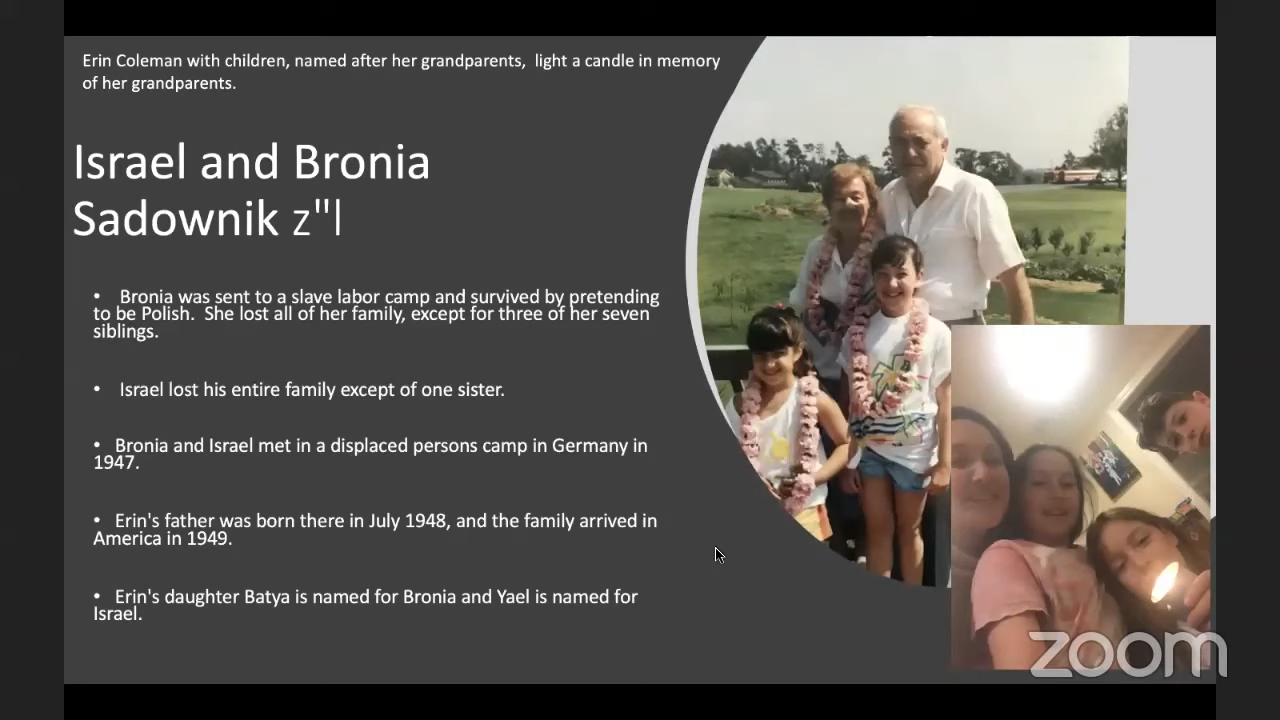 Erin Coleman with children, named after her grandparents, light a candle in memory
of her grandparents.
Israel and Bronia
Sadownik z"l
• Bronia was sent to a slave labor camp and survived by pretending
to be Polish. She lost all of her family, except for three of her seven
siblings.
• Israel lost his entire family except of one sister.
• Bronia and Israel met in a displaced persons camp in Germany in
1947.
• Erin's father was born there in July 1948, and the family arrived in
America in 1949.
• Erin's daughter Batya is named for Bronia and Yael is named for
Israel.
zoom